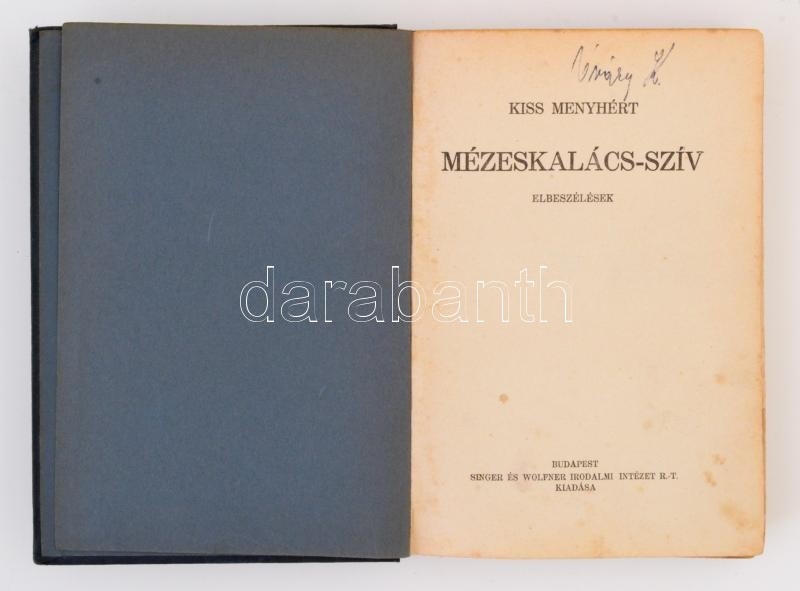 KISS MENYHÉRT
MÉZESKALÁCS-SZÍV
ELBESZÉLÉSEK
darabanth
BUDAPEST
SINGER ÉS WOLFNER IRODALMI INTÉZET R.-T.
KIADÁSA